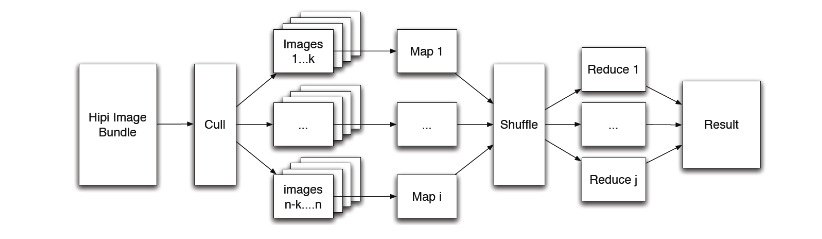 Hipi Image
Bundle
Cull
Images
1...k
...
images
n-k....n
Map 1
...
Map i
Shuffle
Reduce 1
...
Reduce j
Result